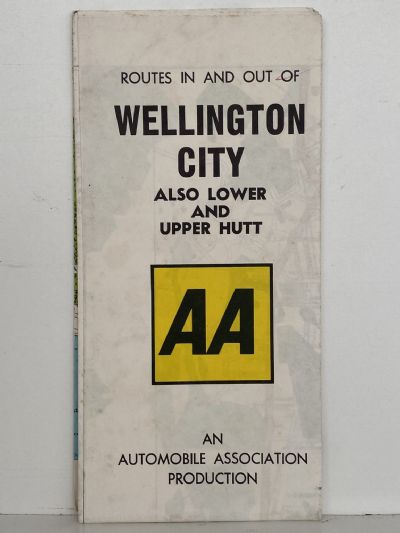 ROUTES IN AND OUT OF
WELLINGTON
CITY
ALSO LOWER
AND
UPPER HUTT
AA
AN
AUTOMOBILE ASSOCIATION
PRODUCTION